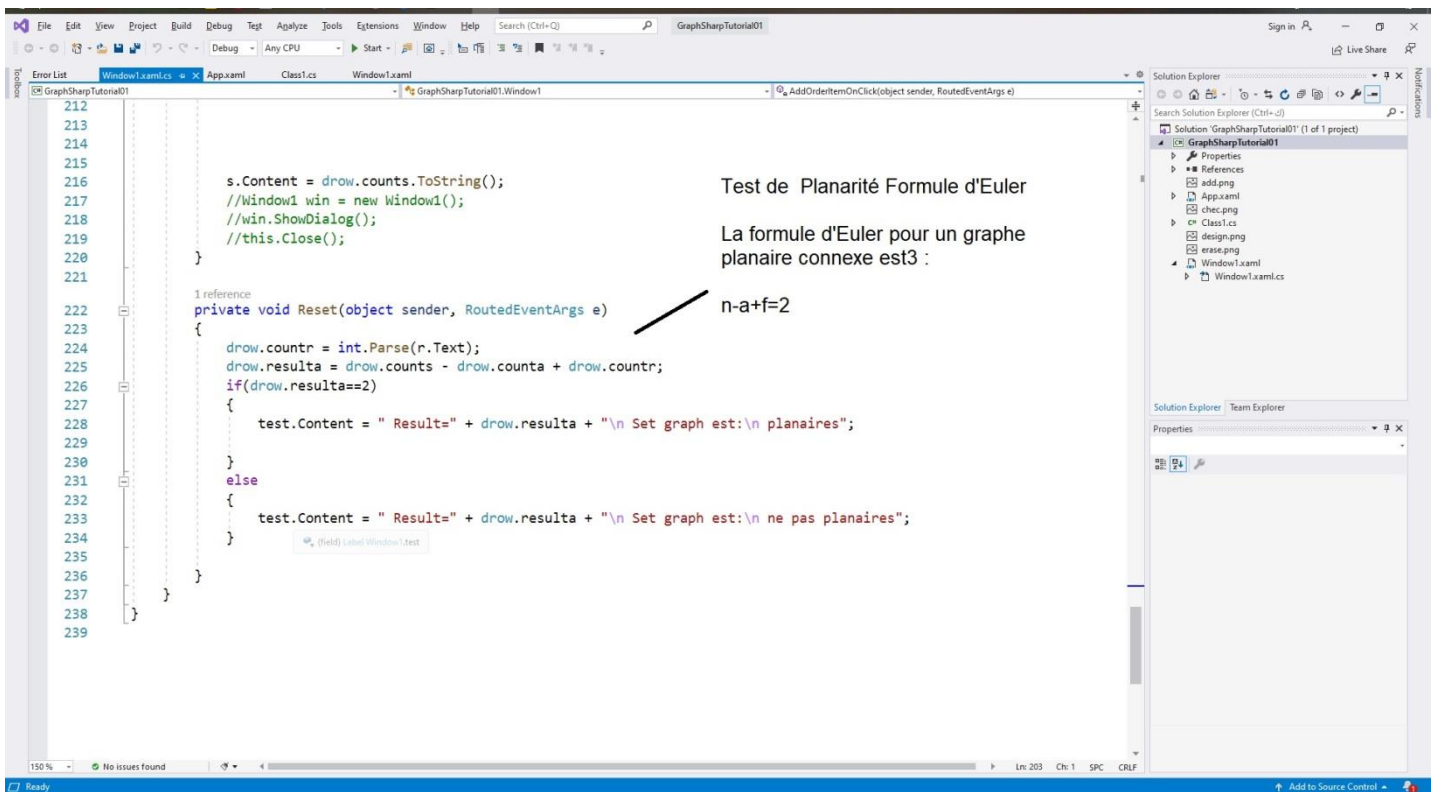 File Edit View Project Build Debug Test Analyze Tools Extensions Window Help Search (Ctrl+Q) GraphSharpTutorial01 Sign in
Debug Any CPU Start Live Share
Toolbox
Error List Window1.xaml.cs App.xaml Class1.cs Window1.xaml
GraphSharpTutorial01 GraphSharpTutorial01.Window1 AddOrderItemOnClick(object sender, RoutedEventArgs e)
212
213
214
215
216 s.Content = drow.counts.ToString();
217 //Window1 win = new Window1();
218 //win.ShowDialog();
219 //this.Close();
220 }
221
1 reference
222 private void Reset(object sender, RoutedEventArgs e)
223 {
224 drow.countr = int.Parse(r.Text);
225 drow.resulta = drow.counts - drow.counta + drow.countr;
226 if(drow.resulta==2)
227 {
228 test.Content = " Result=" + drow.resulta + "\n Set graph est:\n planaires";
229
230 }
231 else
232 {
233 test.Content = " Result=" + drow.resulta + "\n Set graph est:\n ne pas planaires";
234 }
(field) Label Window1.test
235
236 }
237 }
238 }
239
Test de Planarité Formule d'Euler
La formule d'Euler pour un graphe
planaire connexe est3 :
n-a+f=2
Solution Explorer
Search Solution Explorer (Ctrl+ك)
Solution 'GraphSharpTutorial01' (1 of 1 project)
GraphSharpTutorial01
Properties
References
add.png
App.xaml
chec.png
Class1.cs
design.png
erase.png
Window1.xaml
Window1.xaml.cs
Solution Explorer Team Explorer
Properties
Notifications
150 % No issues found Ln: 203 Ch: 1 SPC CRLF
Ready Add to Source Control